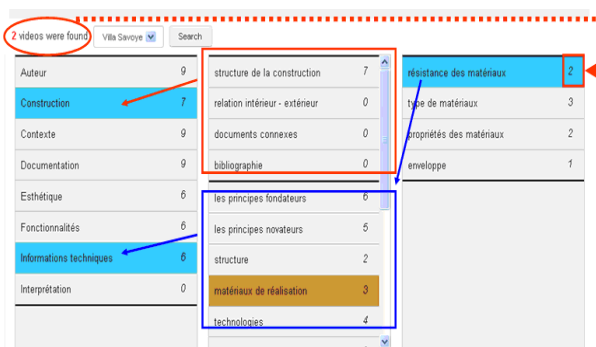 2 videos were found Villa Savoye Search
Auteur 9
Construction 7
Contexte 9
Documentation 9
Esthétique 6
Fonctionnalités 6
Informations techniques 6
Interprétation 0
structure de la construction 7
relation intérieur - extérieur 0
documents connexes 0
bibliographie 0
les principes fondateurs 6
les principes novateurs 5
structure 2
matériaux de réalisation 3
technologies 4
résistance des matériaux 2
type de matériaux 3
propriétés des matériaux 2
enveloppe 1